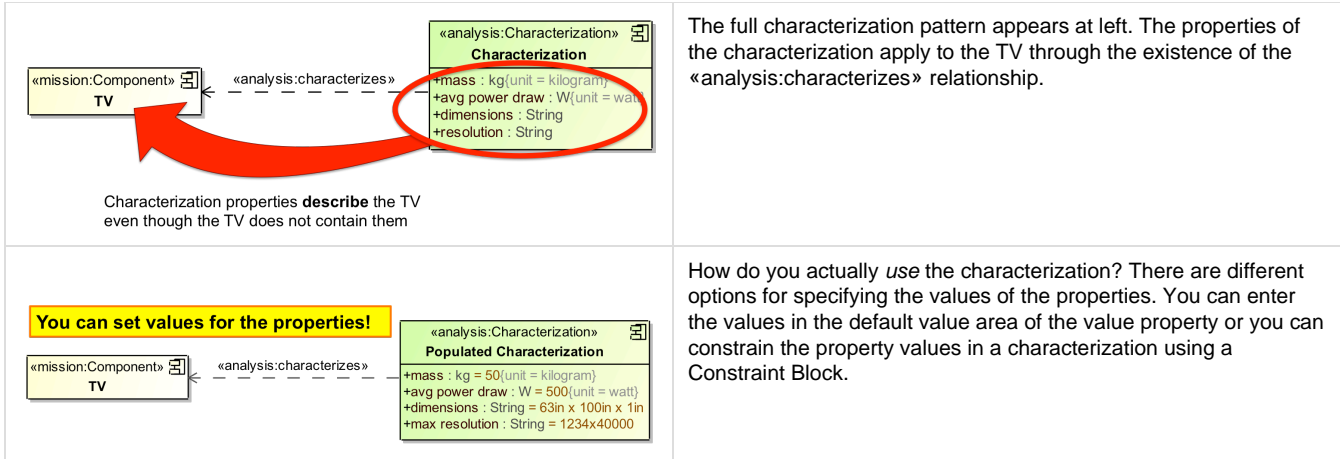 «analysis:Characterization»
Characterization
+mass : kg{unit = kilogram}
+avg power draw : W{unit = watt}
+dimensions : String
+resolution : String
«mission:Component»
TV
«analysis:characterizes»
Characterization properties describe the TV
even though the TV does not contain them
The full characterization pattern appears at left. The properties of
the characterization apply to the TV through the existence of the
«analysis:characterizes» relationship.
You can set values for the properties!
«mission:Component»
TV
«analysis:characterizes»
«analysis:Characterization»
Populated Characterization
+mass : kg = 50{unit = kilogram}
+avg power draw : W = 500{unit = watt}
+dimensions : String = 63in x 100in x 1in
+max resolution : String = 1234x40000
How do you actually use the characterization? There are different
options for specifying the values of the properties. You can enter
the values in the default value area of the value property or you can
constrain the property values in a characterization using a
Constraint Block.